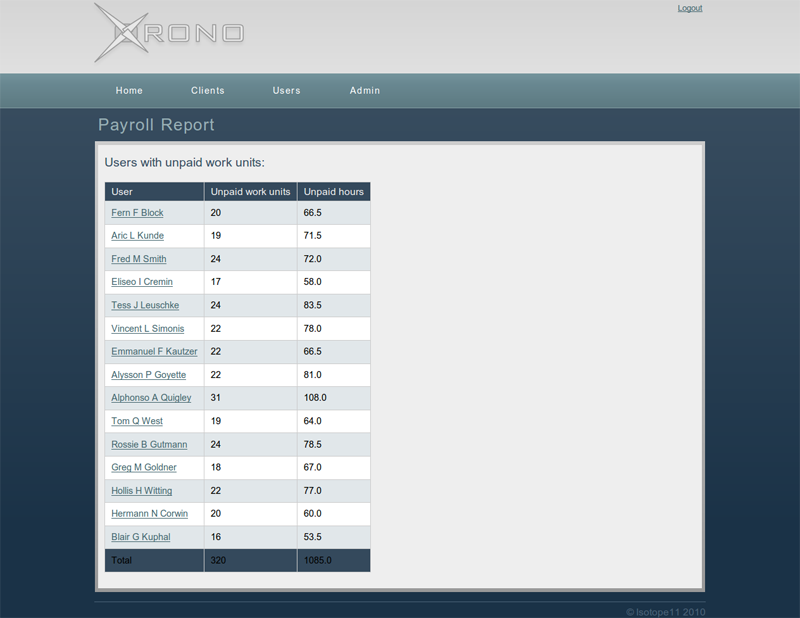 XRONO
Logout
Home Clients Users Admin
Payroll Report
Users with unpaid work units:
User Unpaid work units Unpaid hours
Fern F Block 20 66.5
Aric L Kunde 19 71.5
Fred M Smith 24 72.0
Eliseo I Cremin 17 58.0
Tess J Leuschke 24 83.5
Vincent L Simonis 22 78.0
Emmanuel F Kautzer 22 66.5
Alysson P Goyette 22 81.0
Alphonso A Quigley 31 108.0
Tom Q West 19 64.0
Rossie B Gutmann 24 78.5
Greg M Goldner 18 67.0
Hollis H Witting 22 77.0
Hermann N Corwin 20 60.0
Blair G Kuphal 16 53.5
Total 320 1085.0
© Isotope11 2010